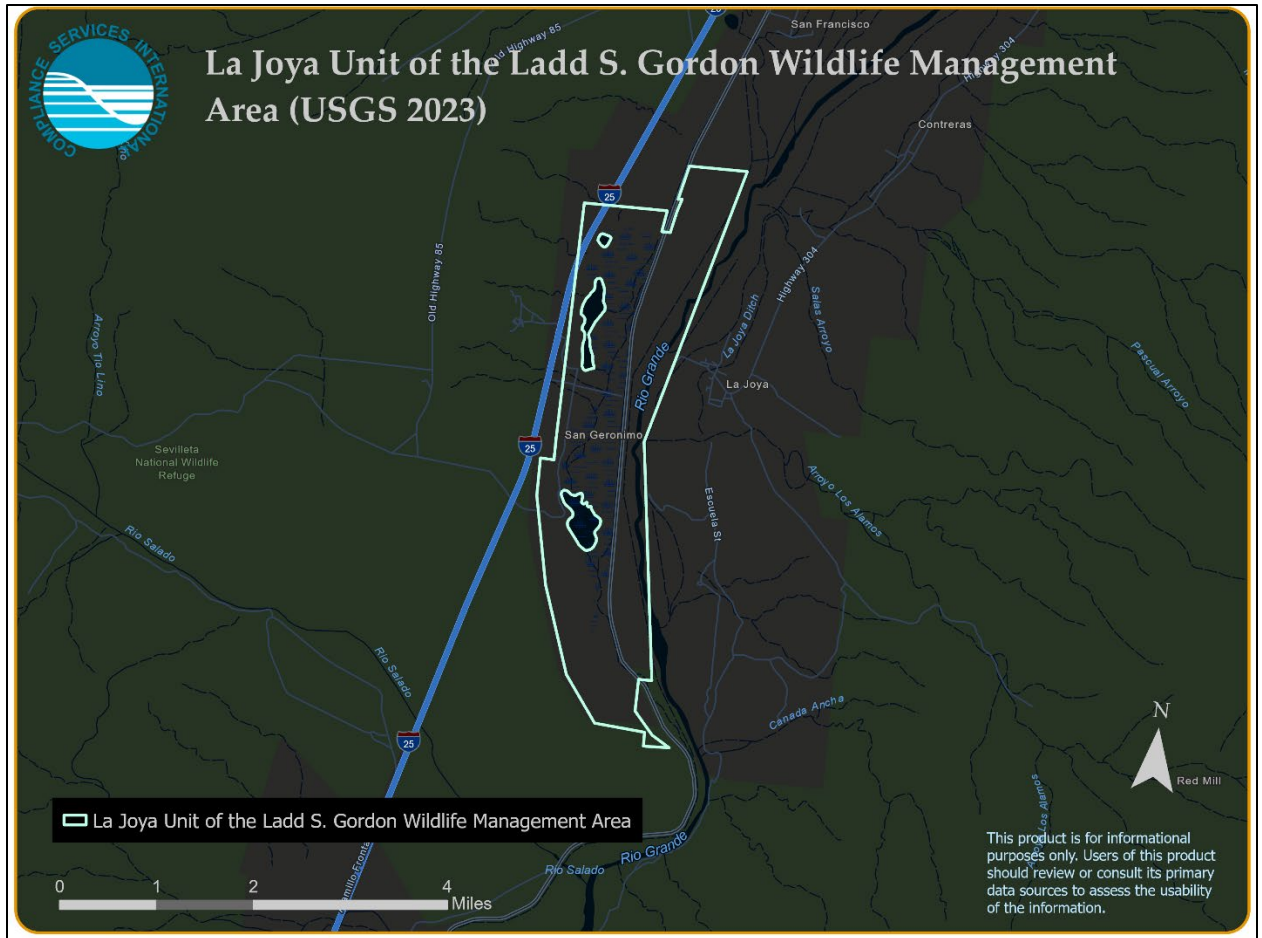 COMPLIANCE SERVICES INTERNATIONAL
La Joya Unit of the Ladd S. Gordon Wildlife Management
Area (USGS 2023)
25
Old Highway 85
San Francisco
Highway 304
Contreras
25
Old Highway 85
Highway 304
La Joya Ditch
Salas Arroyo
Arroyo Tio Lino
Rio Grande
Pascual Arroyo
La Joya
San Geronimo
25
Sevilleta
National Wildlife
Refuge
Arroyo Los Alamos
Escuela St
Rio Salado
Rio Salado
Canada Ancha
25
N
Red Mill
Los Alamos
La Joya Unit of the Ladd S. Gordon Wildlife Management Area
Rio Grande
Rio Salado
This product is for informational
purposes only. Users of this product
should review or consult its primary
data sources to assess the usability
of the information.
0 1 2 4
Miles